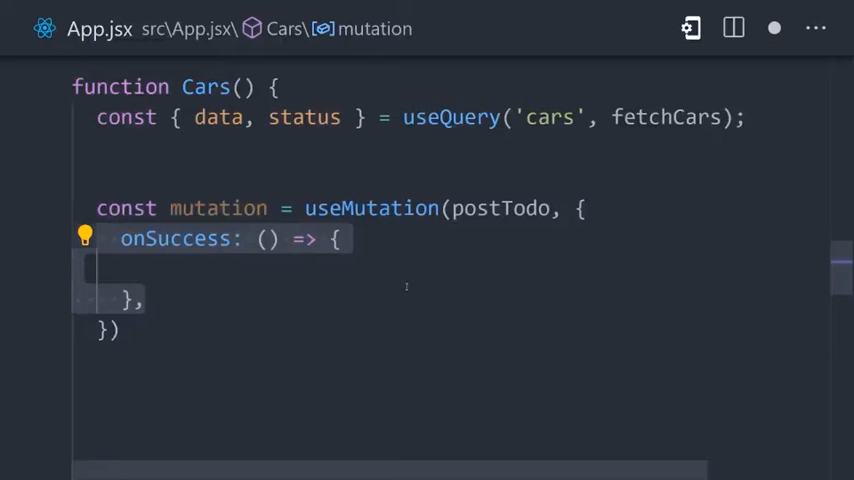 App.jsx src\App.jsx\ Cars\ mutation ...
function Cars() {
const { data, status } = useQuery('cars', fetchCars);
const mutation = useMutation(postTodo, {
onSuccess: () => {
},
})